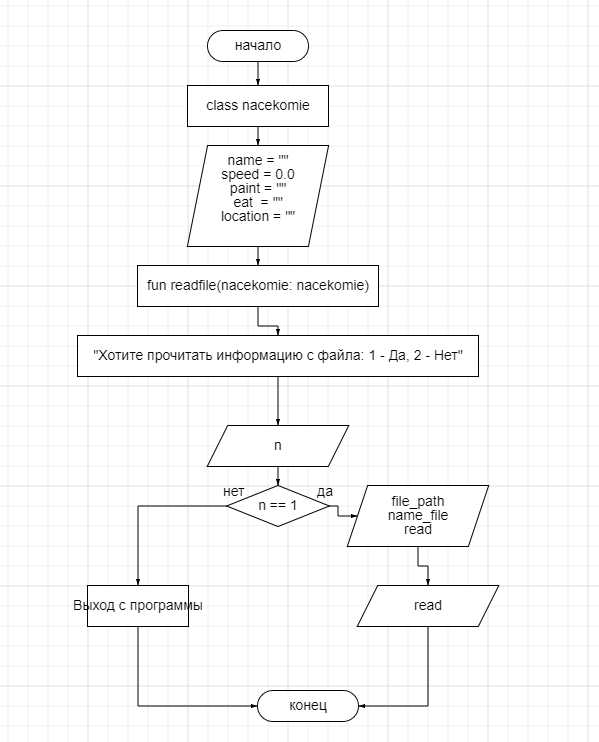 начало
class nacekomie
name = ""
speed = 0.0
paint = ""
eat = ""
location = ""
fun readfile(nacekomie: nacekomie)
"Хотите прочитать информацию с файла: 1 - Да, 2 - Нет"
n
нет
n == 1
да
file_path
name_file
read
Выход с программы
read
конец